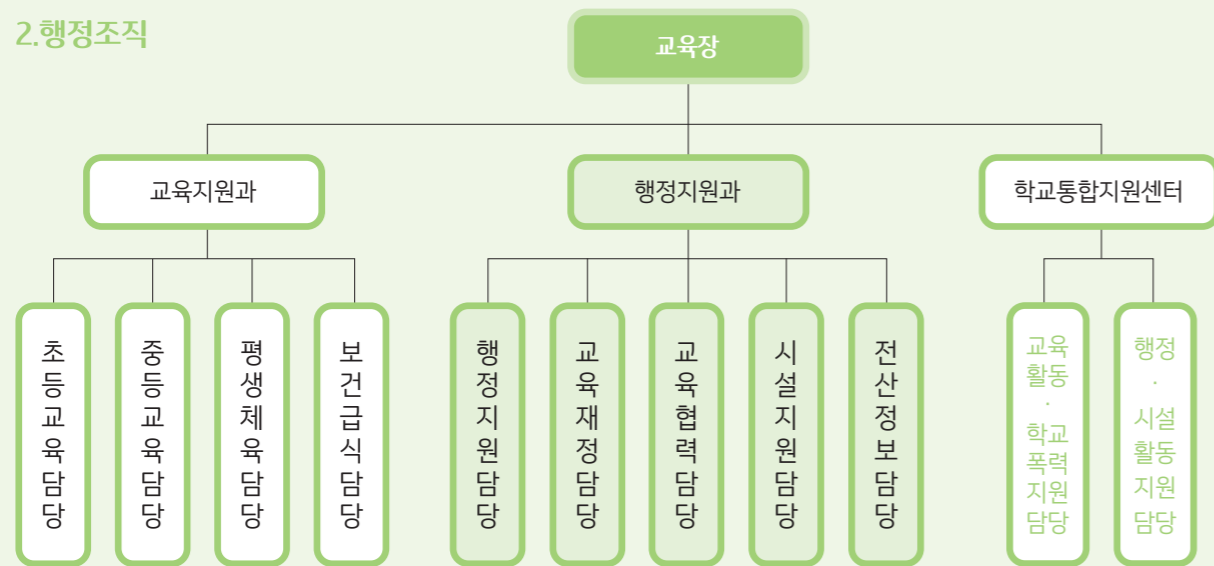 2.행정조직
교육장
교육지원과
행정지원과
학교통합지원센터
초등교육담당
중등교육담당
평생체육담당
보건급식담당
행정지원담당
교육재정담당
교육협력담당
시설지원담당
전산정보담당
교육
활동
·
학교
폭력
지원
담당
행정
·
시설
활동
지원
담당